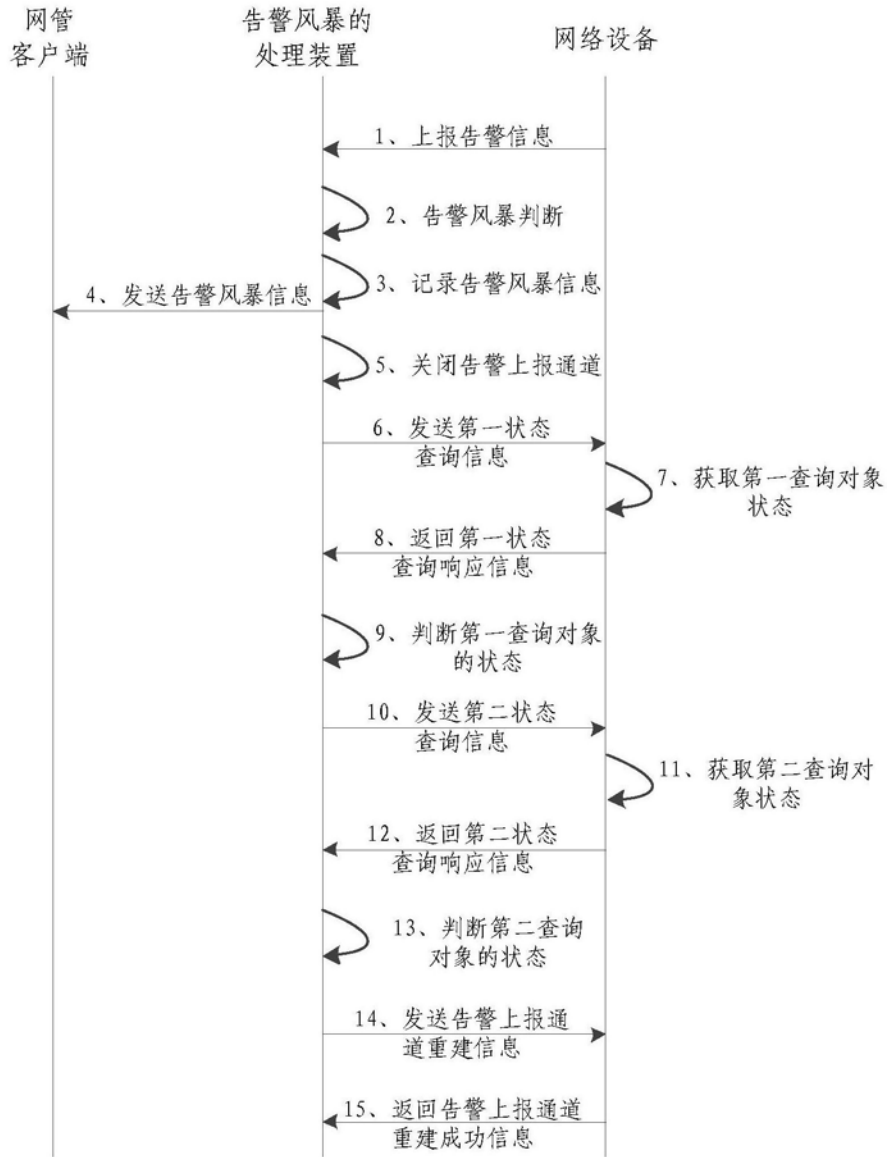 网管
客户端
告警风暴的
处理装置
网络设备
1、上报告警信息
2、告警风暴判断
3、记录告警风暴信息
4、发送告警风暴信息
5、关闭告警上报通道
6、发送第一状态
查询信息
7、获取第一查询对象
状态
8、返回第一状态
查询响应信息
9、判断第一查询对象
的状态
10、发送第二状态
查询信息
11、获取第二查询对
象状态
12、返回第二状态
查询响应信息
13、判断第二查询
对象的状态
14、发送告警上报通
道重建信息
15、返回告警上报通道
重建成功信息